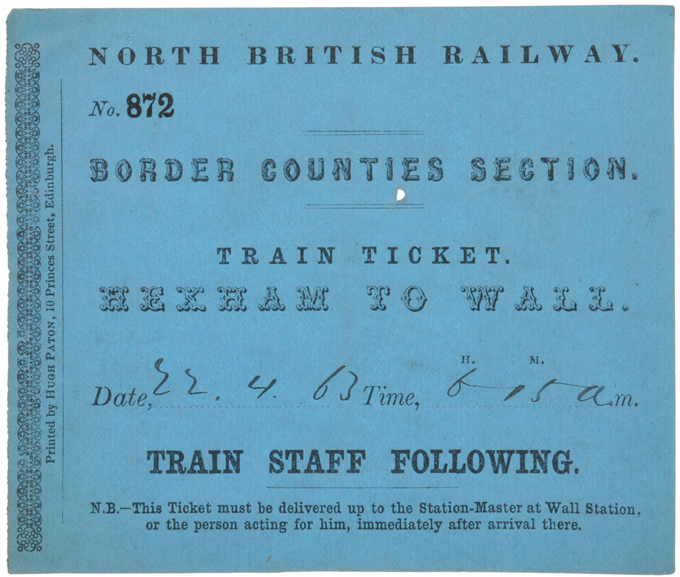 NORTH BRITISH RAILWAY.
No. 872
BORDER COUNTIES SECTION.
TRAIN TICKET.
HEXHAM TO WALL.
H. M.
Date, 22. 4. 63 Time, 6 15 a.m.
TRAIN STAFF FOLLOWING.
N.B.—This Ticket must be delivered up to the Station-Master at Wall Station,
or the person acting for him, immediately after arrival there.
Printed by HUGH PATON, 10 Princes Street, Edinburgh.